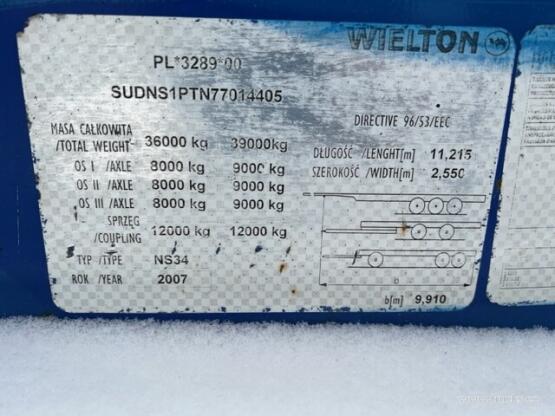 WIELTON
PL*3289*00
SUDNS1PTN77014405
DIRECTIVE 96/53/EEC
MASA CAŁKOWITA
/TOTAL WEIGHT 36000 kg 39000kg
OS I /AXLE 8000 kg 9000 kg
OS II /AXLE 8000 kg 9000 kg
OS III /AXLE 8000 kg 9000 kg
SPRZĘG
/COUPLING 12000 kg 12000 kg
TYP /TYPE NS34
ROK /YEAR 2007
DŁUGOŚĆ /LENGHT[m] 11,215
SZEROKOŚĆ /WIDTH[m] 2,550
b[m] 9,910